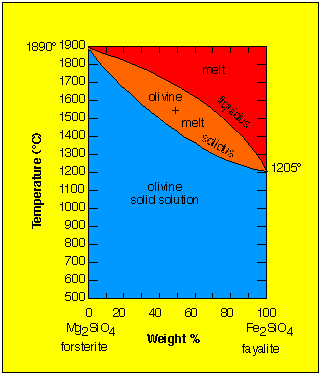 1890°
1900
1800
1700
1600
1500
1400
1300
1200
1100
1000
900
800
700
600
500
Temperature (°C)
melt
olivine
+
melt
liquidus
solidus
1205°
olivine
solid solution
0 20 40 60 80 100
Mg2SiO4 Weight % Fe2SiO4
forsterite fayalite